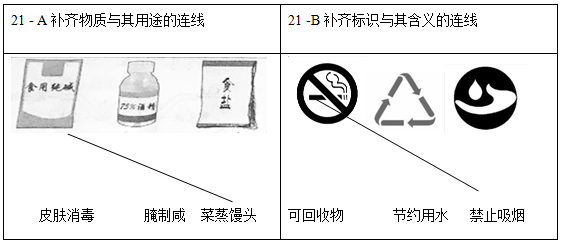 21 - A 补齐物质与其用途的连线
21 -B 补齐标识与其含义的连线
食用纯碱
75%酒精
食盐
皮肤消毒 腌制咸 菜蒸馒头
可回收物 节约用水 禁止吸烟